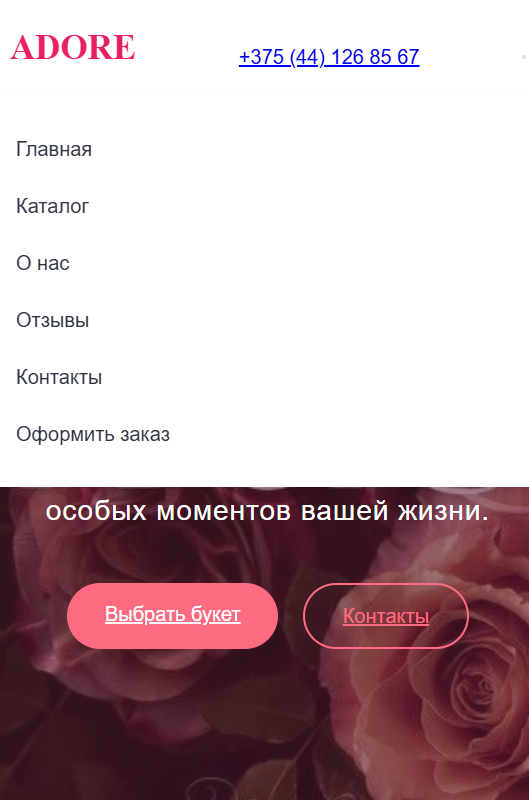 ADORE
+375 (44) 126 85 67
Главная
Каталог
О нас
Отзывы
Контакты
Оформить заказ
особых моментов вашей жизни.
Выбрать букет
Контакты